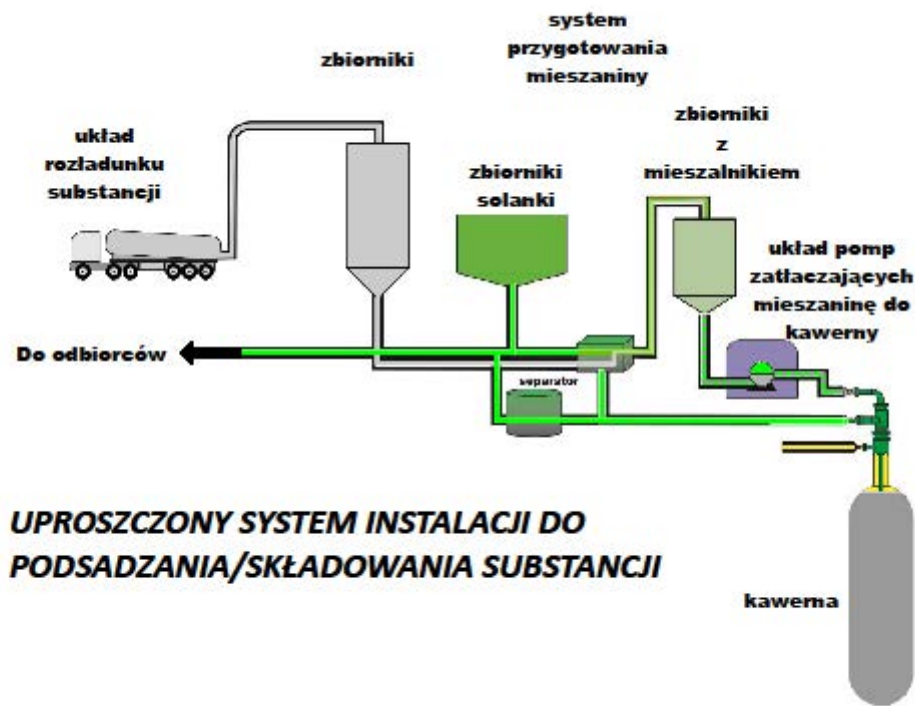 system
przygotowania
mieszaniny
zbiorniki
zbiorniki
z
mieszalnikiem
układ
rozładunku
substancji
zbiorniki
solanki
układ pomp
zatłaczających
mieszaninę do
kawerny
Do odbiorców
separator
UPROSZCZONY SYSTEM INSTALACJI DO
PODSADZANIA/SKŁADOWANIA SUBSTANCJI
kawerna